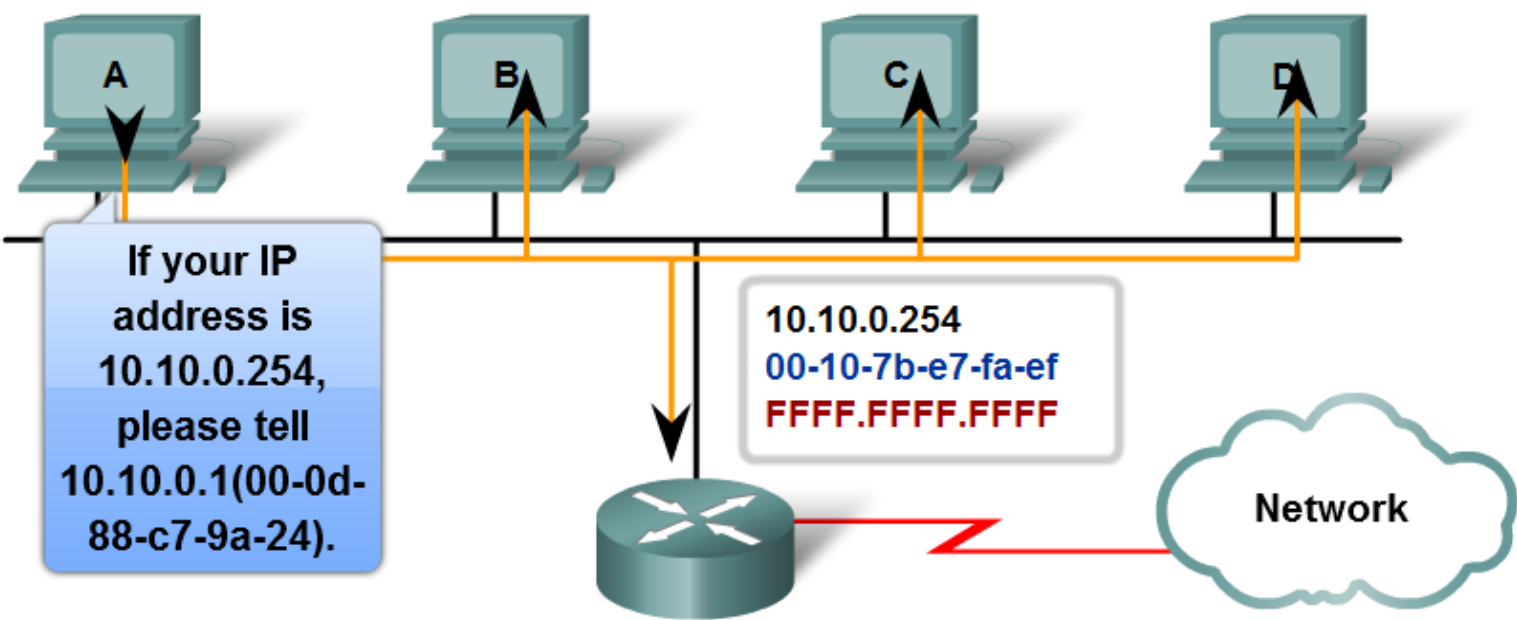 A
B
C
D
If your IP
address is
10.10.0.254,
please tell
10.10.0.1(00-0d-
88-c7-9a-24).
10.10.0.254
00-10-7b-e7-fa-ef
FFFF.FFFF.FFFF
Network